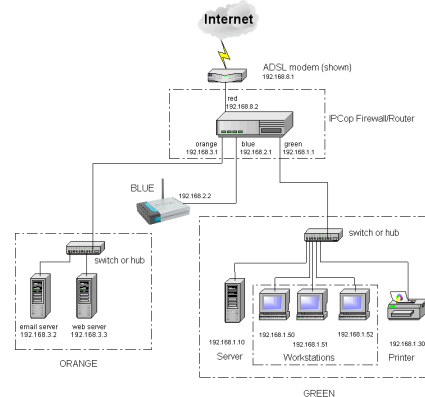 Internet
ADSL modem (shown)
192.168.8.1
red
192.168.8.2
IPCop Firewall/Router
orange blue green
192.168.3.1 192.168.2.1 192.168.1.1
BLUE
192.168.2.2
switch or hub
switch or hub
email server web server
192.168.3.2 192.168.3.3
ORANGE
192.168.1.10
Server
192.168.1.50
192.168.1.51
192.168.1.52
Workstations
192.168.1.30
Printer
GREEN